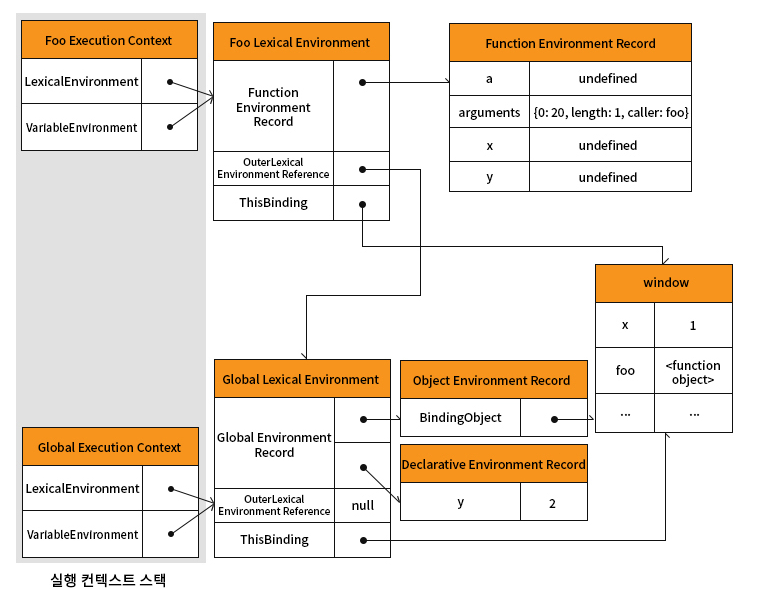 Foo Execution Context
LexicalEnvironment
VariableEnvironment
Foo Lexical Environment
Function
Environment
Record
OuterLexical
Environment Reference
ThisBinding
Function Environment Record
a undefined
arguments {0: 20, length: 1, caller: foo}
x undefined
y undefined
window
x 1
foo <function
object>
... ...
Global Lexical Environment
Global Environment
Record
OuterLexical
Environment Reference null
ThisBinding
Object Environment Record
BindingObject
Declarative Environment Record
y 2
Global Execution Context
LexicalEnvironment
VariableEnvironment
실행 컨텍스트 스택